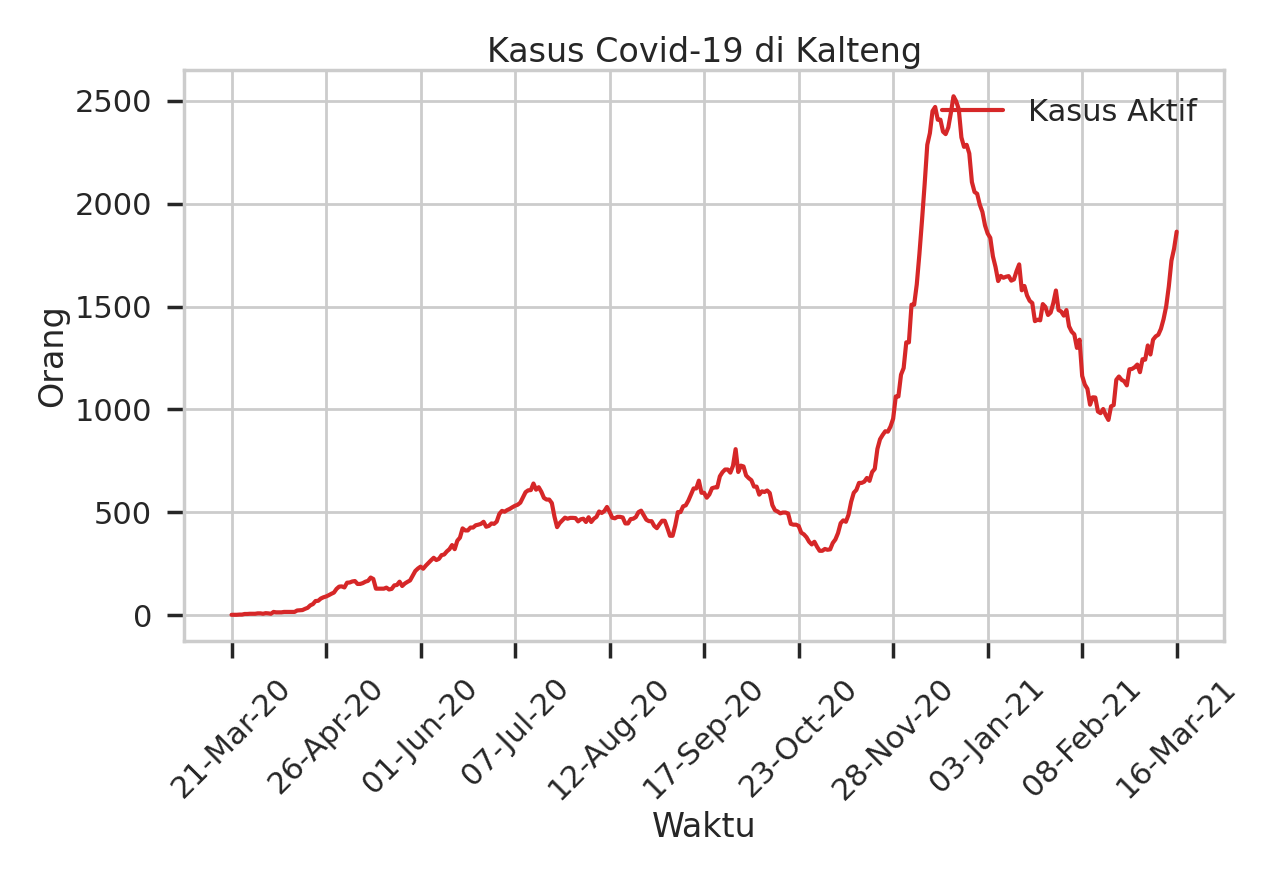 Kasus Covid-19 di Kalteng
Kasus Aktif
Orang
2500
2000
1500
1000
500
0
21-Mar-20
26-Apr-20
01-Jun-20
07-Jul-20
12-Aug-20
17-Sep-20
23-Oct-20
28-Nov-20
03-Jan-21
08-Feb-21
16-Mar-21
Waktu